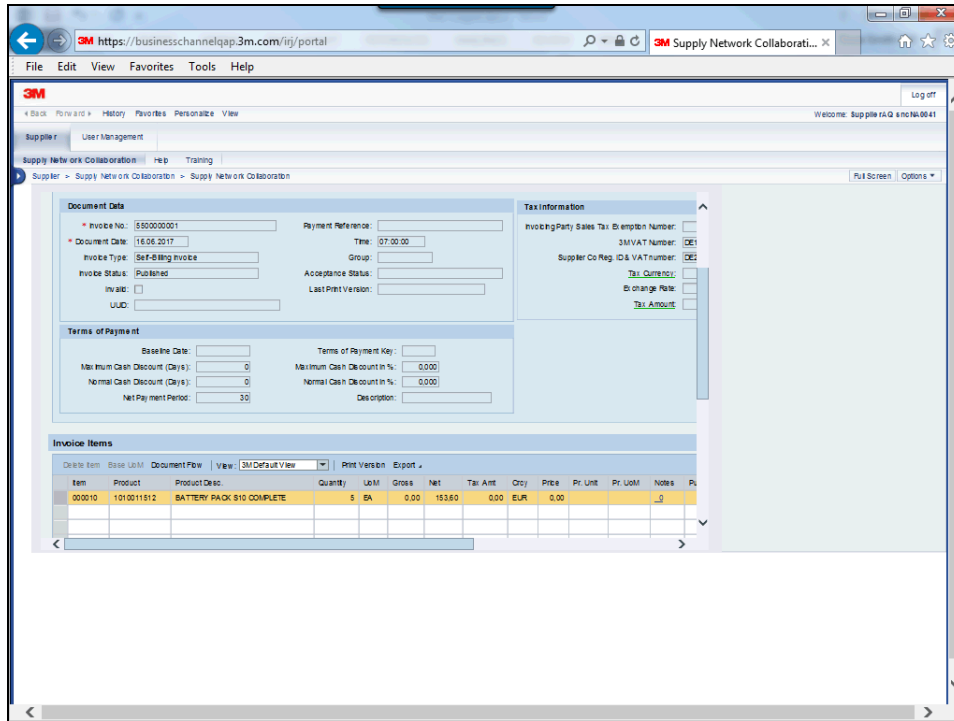 https://businesschannelqap.3m.com/irj/portal
3M Supply Network Collaborati...
File Edit View Favorites Tools Help
3M
Log off
Back Forward History Favorites Personalize View
Welcome: SupplierAQ sncNA0041
Supplier User Management
Supply Network Collaboration Help Training
Supplier > Supply Network Collaboration > Supply Network Collaboration
Full Screen Options
Document Data
Tax Information
* Invoice No.: 5500000001 Payment Reference:
Invoicing Party Sales Tax Exemption Number:
* Document Date: 16.06.2017 Time: 07:00:00
3M VAT Number: DE1
Invoice Type: Self-Billing Invoice Group:
Supplier Co Reg. ID & VAT number: DE2
Invoice Status: Published Acceptance Status:
Tax Currency:
Invalid: Last Print Version:
Exchange Rate:
UUID:
Tax Amount:
Terms of Payment
Baseline Date: Terms of Payment Key:
Maximum Cash Discount (Days): 0 Maximum Cash Discount in %: 0,000
Normal Cash Discount (Days): 0 Normal Cash Discount in %: 0,000
Net Payment Period: 30 Description:
Invoice Items
Delete Item Base UoM Document Flow View: 3M Default View Print Version Export
Item Product Product Desc. Quantity UoM Gross Net Tax Amt Crcy Price Pr. Unit Pr. UoM Notes Pu
000010 1010011512 BATTERY PACK S10 COMPLETE 5 EA 0,00 153,60 0,00 EUR 0,00 0